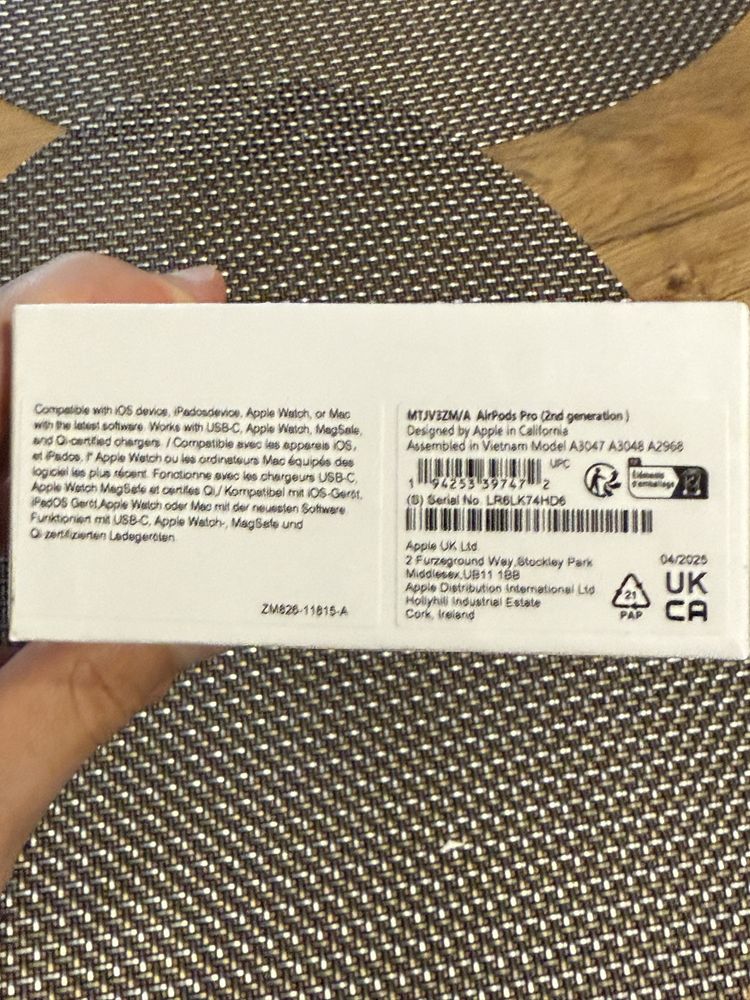 Compatible with iOS device, iPadosdevice, Apple Watch, or Mac
with the latest software. Works with USB-C, Apple Watch, MagSafe,
and Qi-certified chargers. / Compatible avec les appareils iOS,
et iPados, l' Apple Watch ou les ordinateurs Mac équipés des
logiciel les plus récent. Fonctionne avec les chargeurs USB-C,
Apple Watch MagSafe et certifes Qi,/ Kompatibel mit iOS-Gerät,
iPadOS Gerät,Apple Watch oder Mac mit der neuesten Software.
Funktioniert mit USB-C, Apple Watch-, MagSafe und
Qi-zertifizierten Ladegeräten.
ZM826-11815-A
MTJV3ZM/A AirPods Pro (2nd generation )
Designed by Apple in California
Assembled in Vietnam Model A3047 A3048 A2968
UPC
1 94253 39747 2
Éléments
d'emballage
(S) Serial No. LR6LK74HD6
Apple UK Ltd.
2 Furzeground Way,Stockley Park
Middlesex,UB11 1BB
Apple Distribution International Ltd
Hollyhill Industrial Estate
Cork, Ireland
21
PAP
04/2025
UK
CA